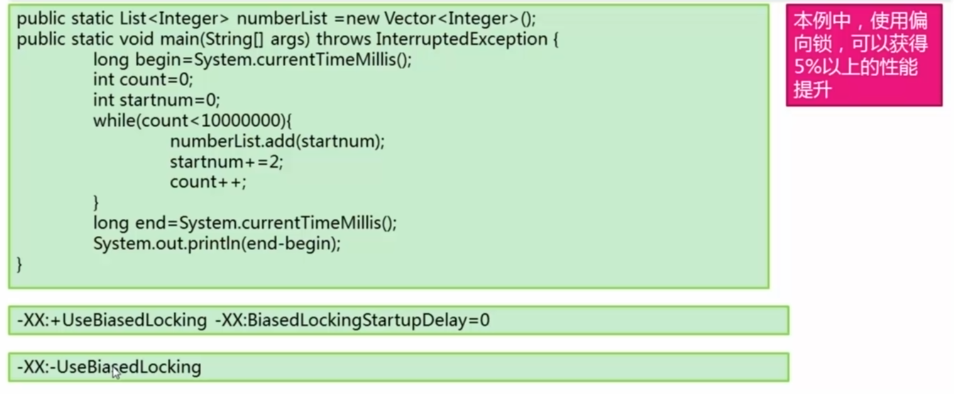 public static List<Integer> numberList =new Vector<Integer>();
public static void main(String[] args) throws InterruptedException {
long begin=System.currentTimeMillis();
int count=0;
int startnum=0;
while(count<10000000){
numberList.add(startnum);
startnum+=2;
count++;
}
long end=System.currentTimeMillis();
System.out.println(end-begin);
}
本例中，使用偏
向锁，可以获得
5%以上的性能
提升
-XX:+UseBiasedLocking -XX:BiasedLockingStartupDelay=0
-XX:-UseBiasedLocking